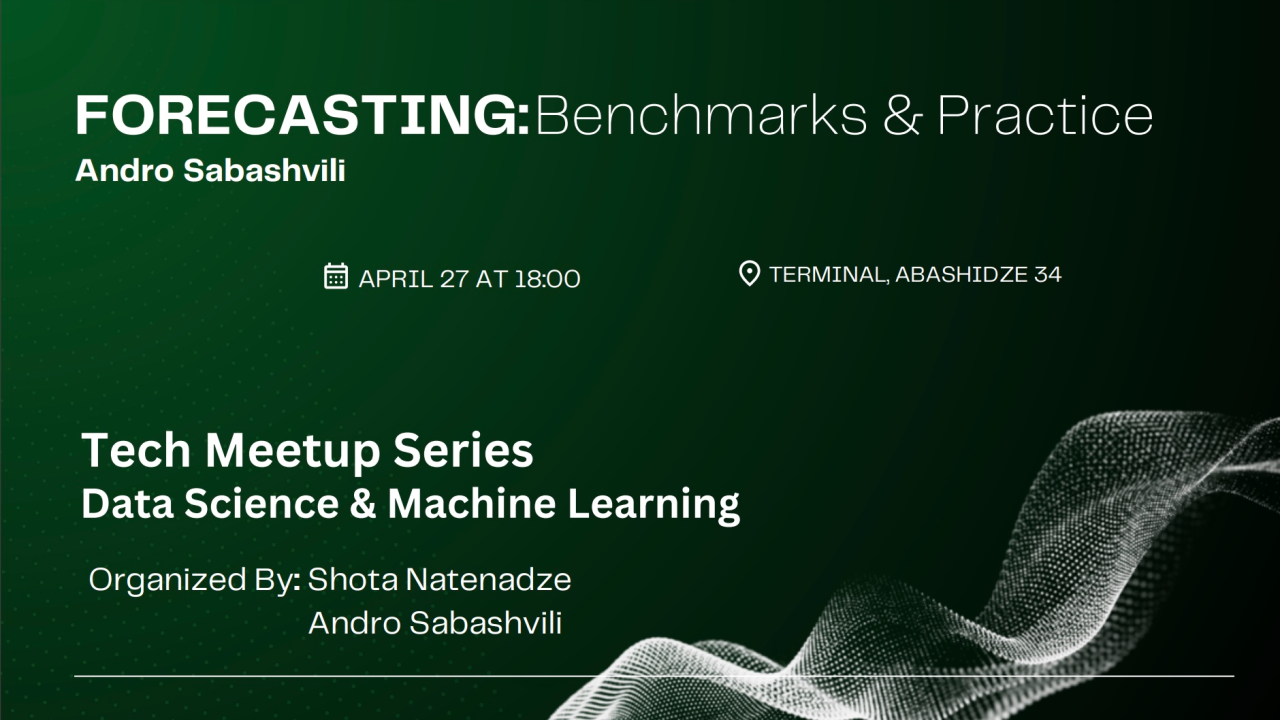 FORECASTING: Benchmarks & Practice
Andro Sabashvili
APRIL 27 AT 18:00
TERMINAL, ABASHIDZE 34
Tech Meetup Series
Data Science & Machine Learning
Organized By: Shota Natenadze
Andro Sabashvili